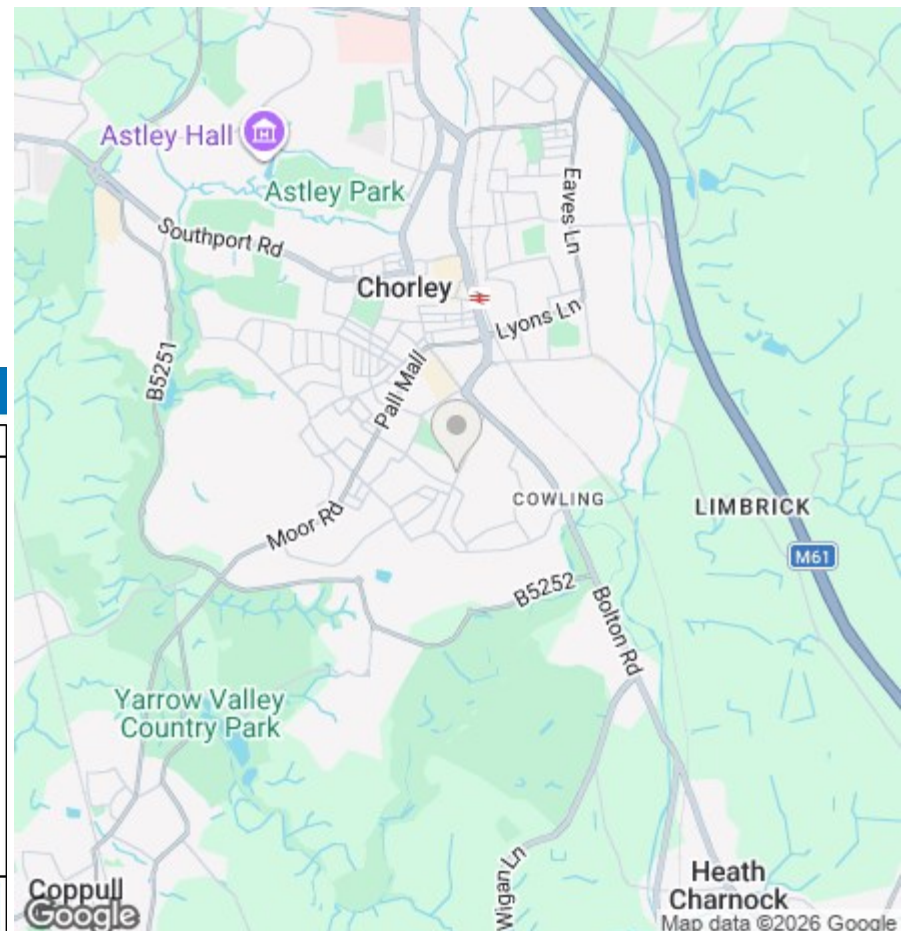 Astley Hall
Astley Park
Southport Rd
Eaves Ln
Chorley
Lyons Ln
B5251
Pall Mall
COWLING
LIMBRICK
Moor Rd
M61
B5252
Bolton Rd
Yarrow Valley
Country Park
Wigan Ln
Heath
Charnock
Coppull
Google
Map data ©2026 Google